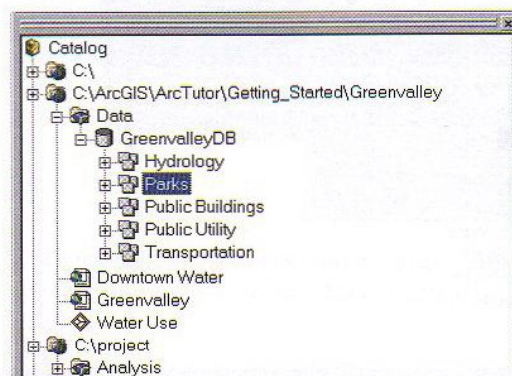 Catalog
C:\
C:\ArcGIS\ArcTutor\Getting_Started\Greenvalley
Data
GreenvalleyDB
Hydrology
Parks
Public Buildings
Public Utility
Transportation
Downtown Water
Greenvalley
Water Use
C:\project
Analysis